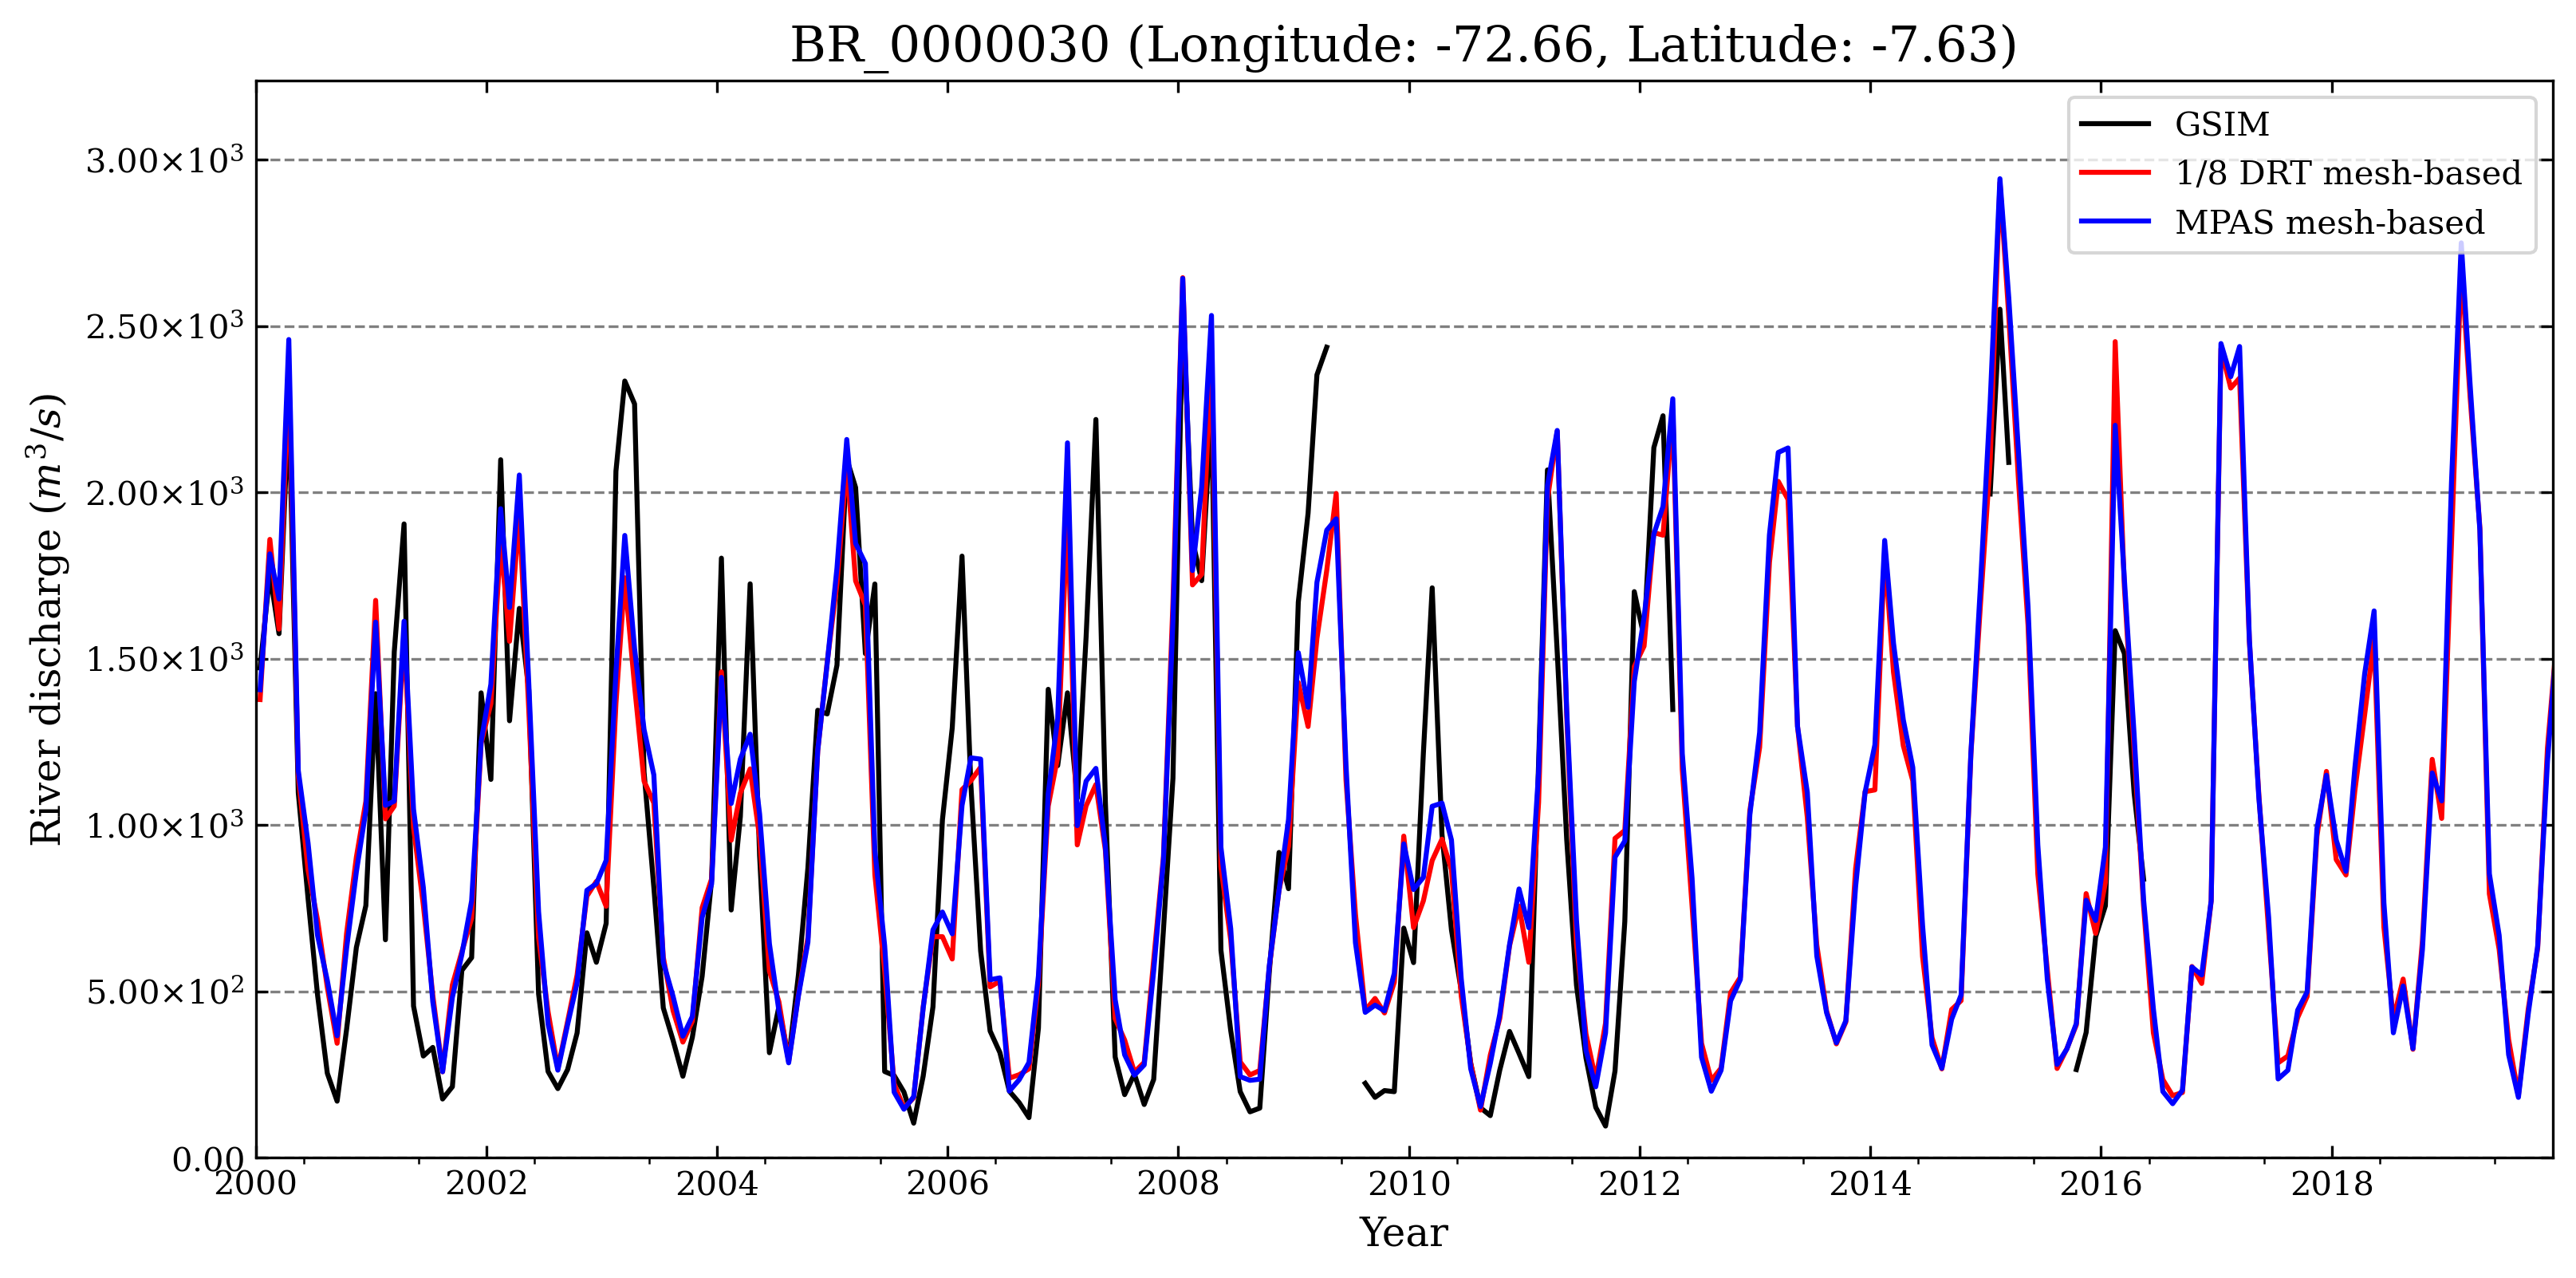 BR_0000030 (Longitude: -72.66, Latitude: -7.63)
GSIM
1/8 DRT mesh-based
MPAS mesh-based
River discharge (m³/s)
3.00×10³
2.50×10³
2.00×10³
1.50×10³
1.00×10³
5.00×10²
0.00
2000 2002 2004 2006 2008 2010 2012 2014 2016 2018
Year